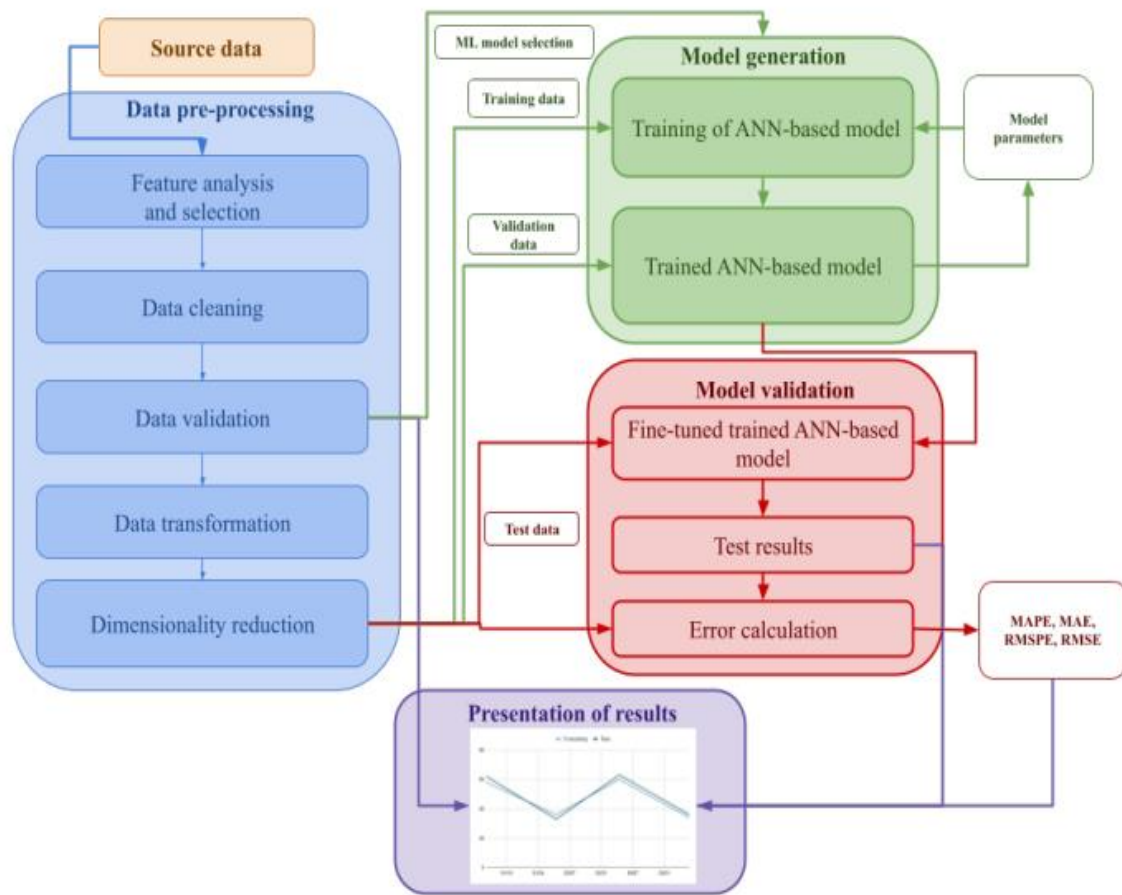 Source data
Data pre-processing
Feature analysis
and selection
Data cleaning
Data validation
Data transformation
Dimensionality reduction
ML model selection
Training data
Validation
data
Model generation
Training of ANN-based model
Trained ANN-based model
Model
parameters
Model validation
Fine-tuned trained ANN-based
model
Test data
Test results
Error calculation
MAPE, MAE,
RMSPE, RMSE
Presentation of results